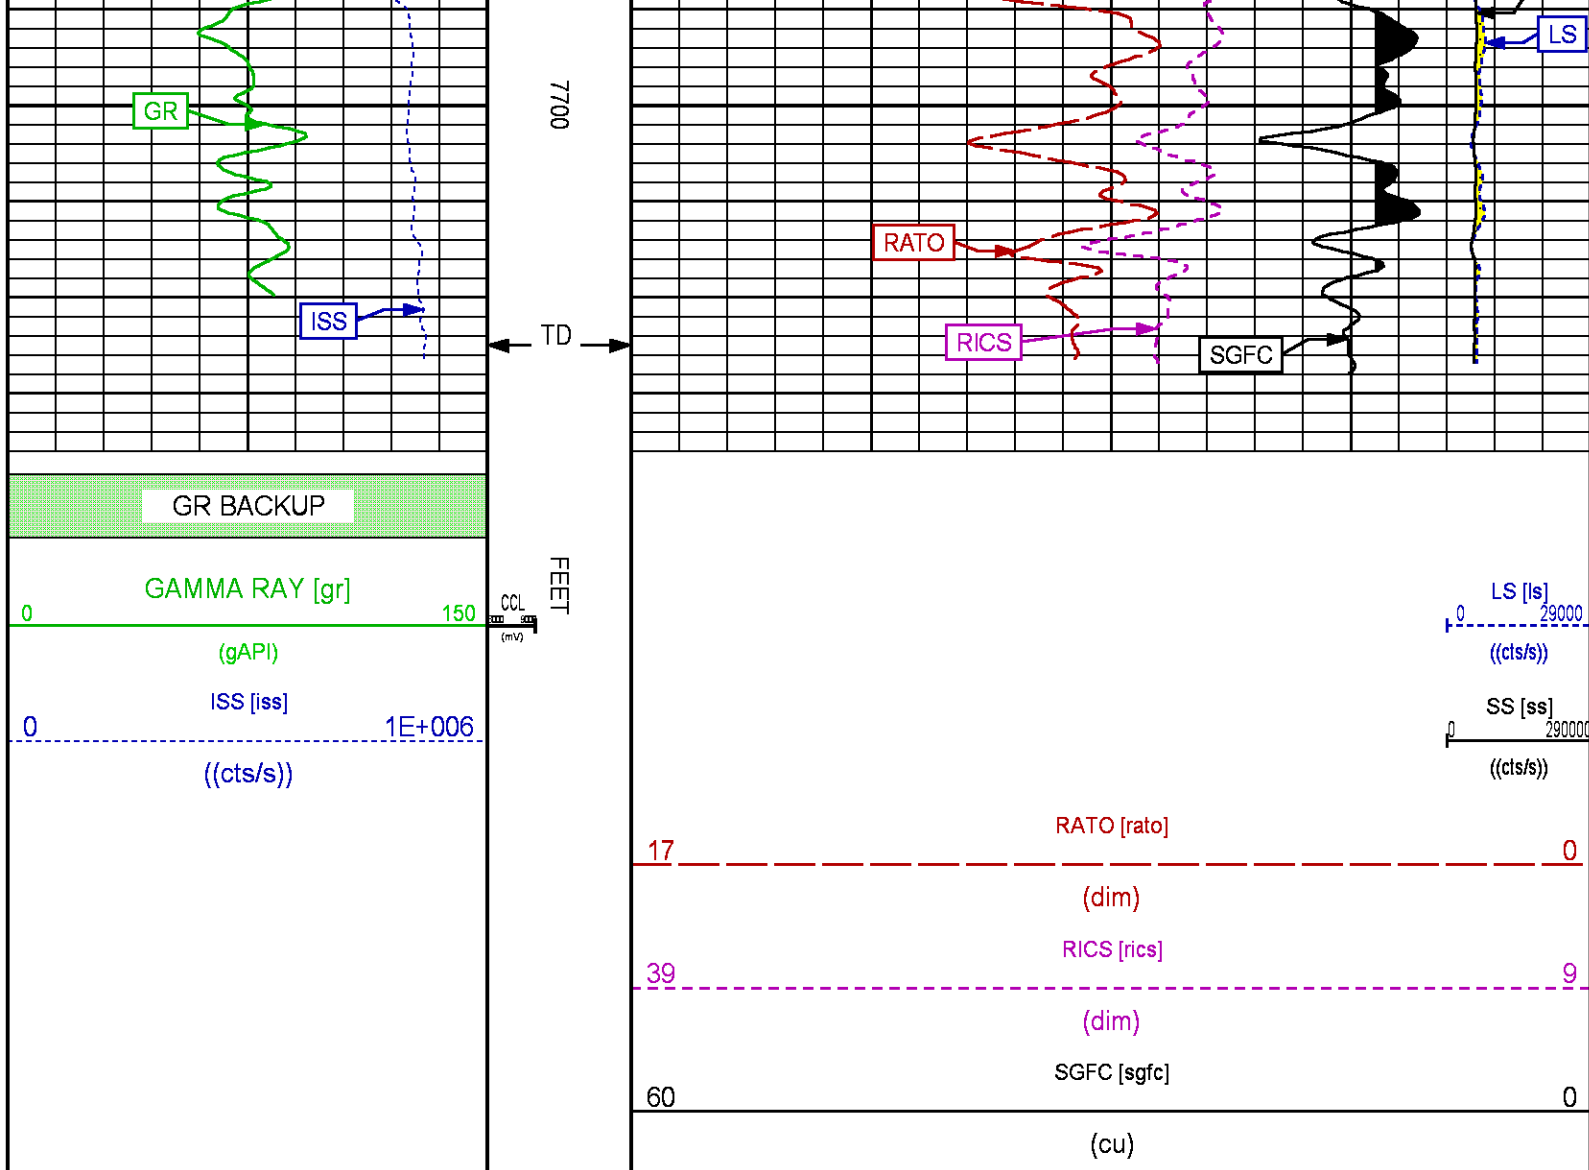 LS
GR
7700
RATO
ISS
TD
RICS
SGFC
GR BACKUP
FEET
GAMMA RAY [gr]
0 150
(gAPI)
CCL
(mV)
LS [ls]
0 29000
((cts/s))
ISS [iss]
0 1E+006
((cts/s))
SS [ss]
0 290000
((cts/s))
RATO [rato]
17 0
(dim)
RICS [rics]
39 9
(dim)
SGFC [sgfc]
60 0
(cu)